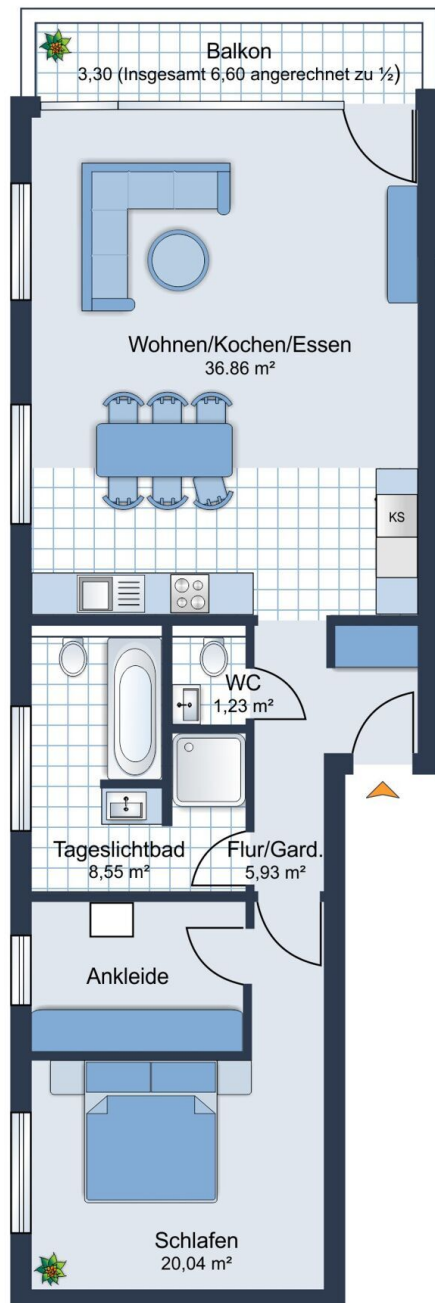 Balkon
3,30 (Insgesamt 6,60 angerechnet zu ½)
Wohnen/Kochen/Essen
36.86 m²
KS
WC
1,23 m²
Tageslichtbad
8,55 m²
Flur/Gard.
5,93 m²
Ankleide
Schlafen
20,04 m²